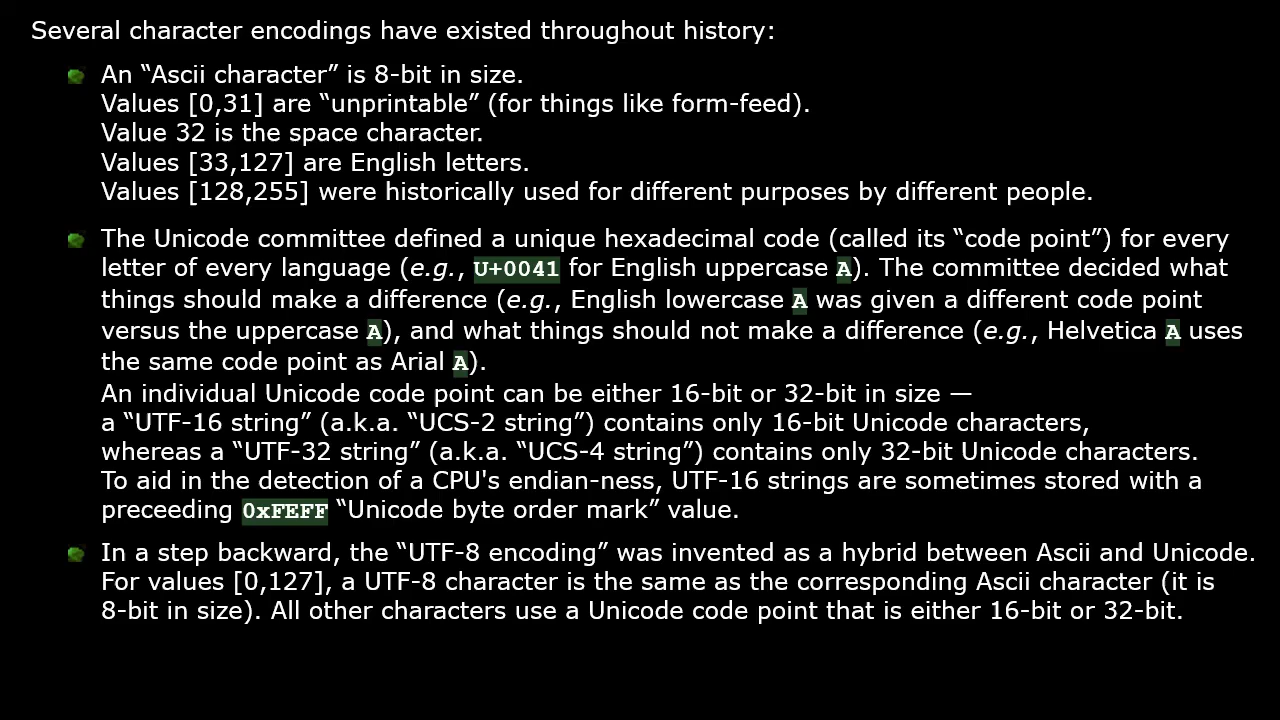 Several character encodings have existed throughout history:
An “Ascii character” is 8-bit in size.
Values [0,31] are “unprintable” (for things like form-feed).
Value 32 is the space character.
Values [33,127] are English letters.
Values [128,255] were historically used for different purposes by different people.
The Unicode committee defined a unique hexadecimal code (called its “code point”) for every
letter of every language (e.g., U+0041 for English uppercase A). The committee decided what
things should make a difference (e.g., English lowercase A was given a different code point
versus the uppercase A), and what things should not make a difference (e.g., Helvetica A uses
the same code point as Arial A).
An individual Unicode code point can be either 16-bit or 32-bit in size —
a “UTF-16 string” (a.k.a. “UCS-2 string”) contains only 16-bit Unicode characters,
whereas a “UTF-32 string” (a.k.a. “UCS-4 string”) contains only 32-bit Unicode characters.
To aid in the detection of a CPU's endian-ness, UTF-16 strings are sometimes stored with a
preceeding 0xFEFF “Unicode byte order mark” value.
In a step backward, the “UTF-8 encoding” was invented as a hybrid between Ascii and Unicode.
For values [0,127], a UTF-8 character is the same as the corresponding Ascii character (it is
8-bit in size). All other characters use a Unicode code point that is either 16-bit or 32-bit.